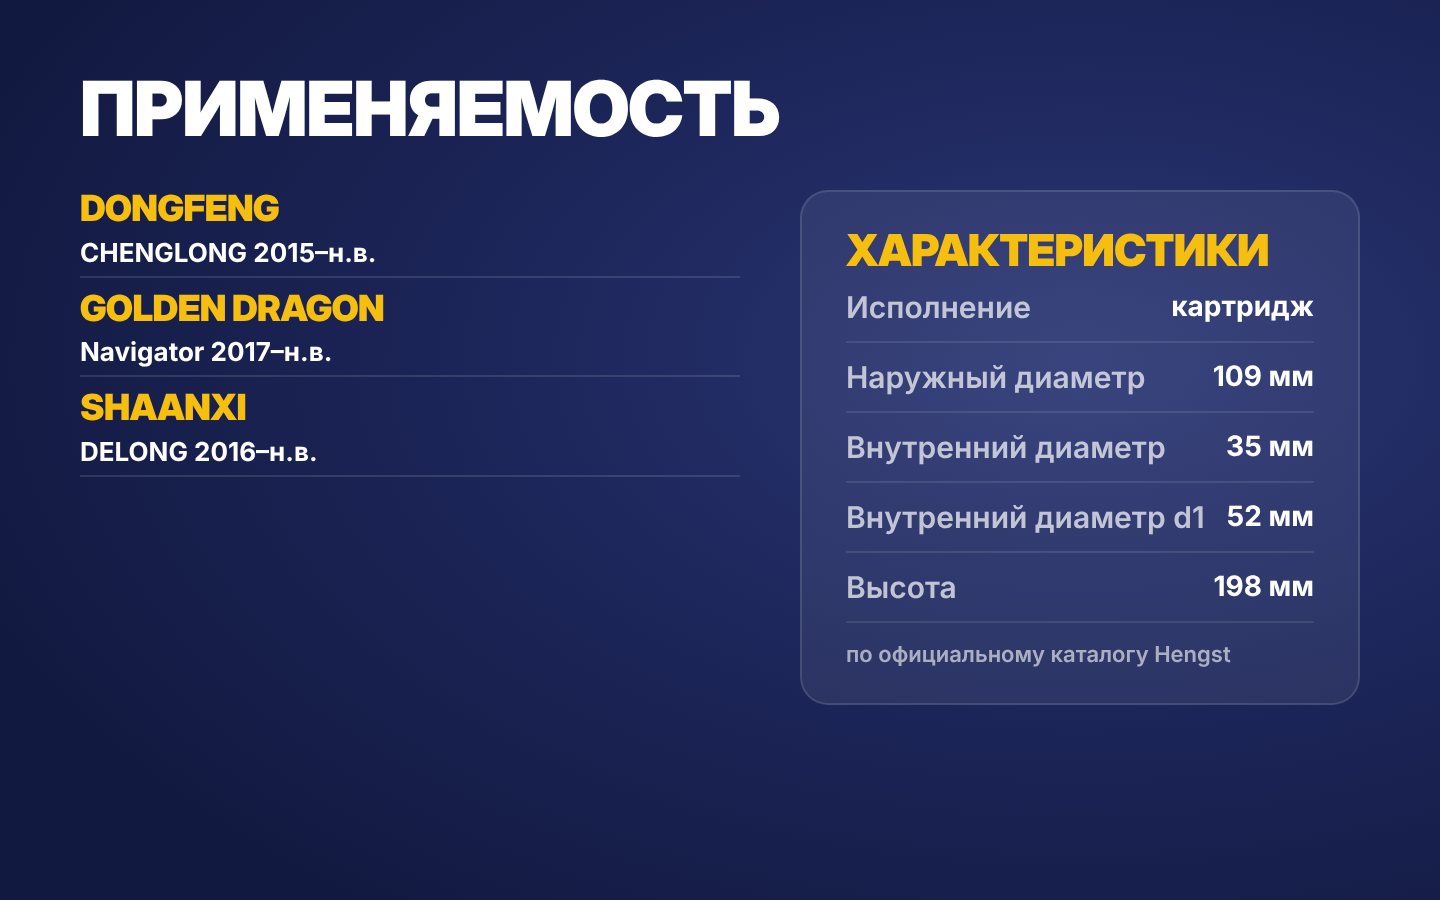 ПРИМЕНЯЕМОСТЬ
DONGFENG
CHENGLONG 2015–н.в.
GOLDEN DRAGON
Navigator 2017–н.в.
SHAANXI
DELONG 2016–н.в.
ХАРАКТЕРИСТИКИ
Исполнение картридж
Наружный диаметр 109 мм
Внутренний диаметр 35 мм
Внутренний диаметр d1 52 мм
Высота 198 мм
по официальному каталогу Hengst